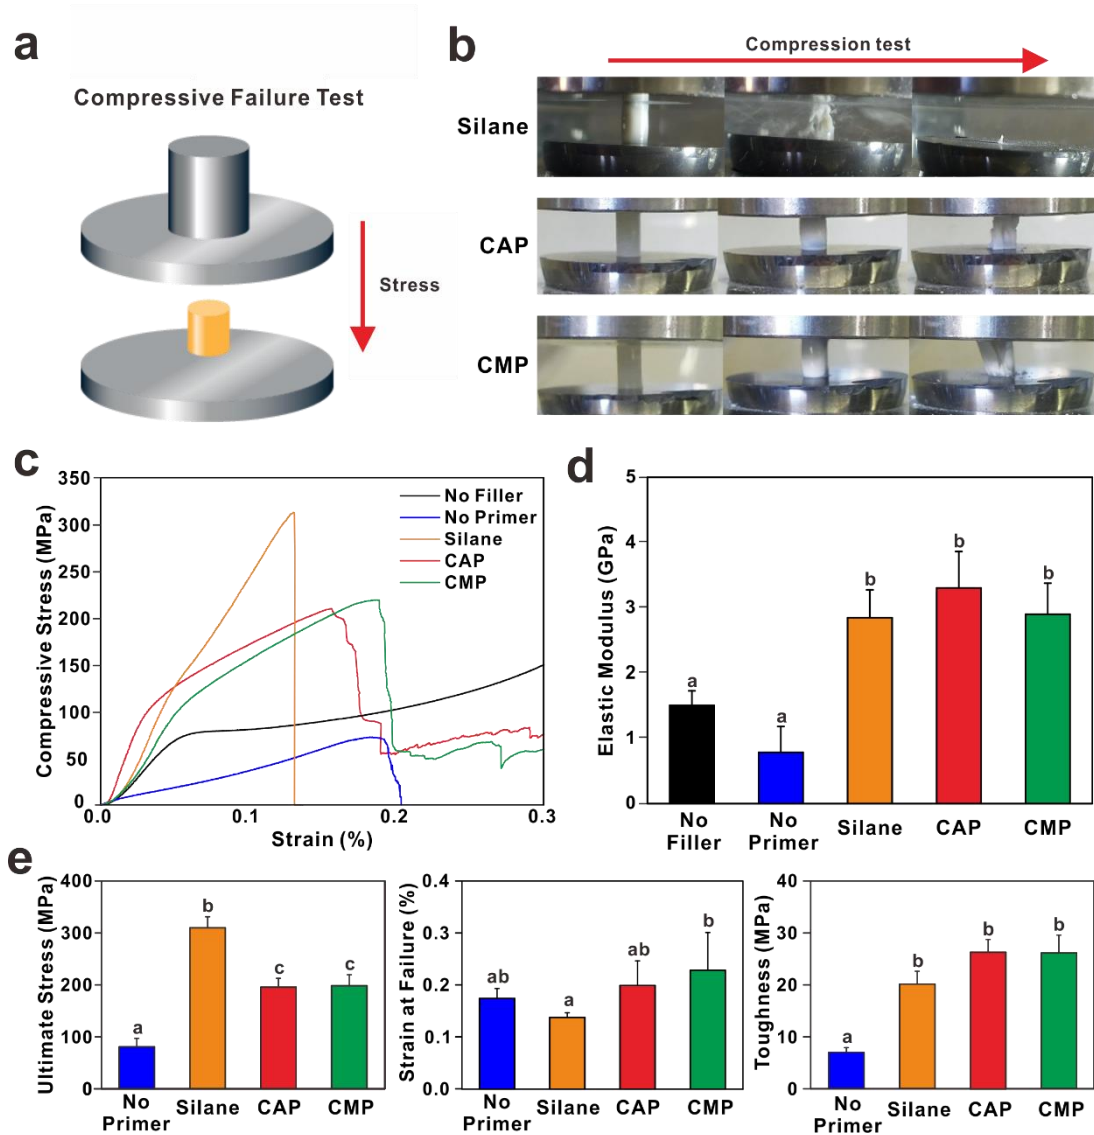 a
Compressive Failure Test
Stress
b
Compression test
Silane
CAP
CMP
c
Compressive Stress (MPa)
350
300
250
200
150
100
50
0
0.0
0.1
0.2
0.3
Strain (%)
No Filler
No Primer
Silane
CAP
CMP
d
Elastic Modulus (GPa)
5
4
3
2
1
0
a
a
b
b
b
No
Filler
No
Primer
Silane
CAP
CMP
e
Ultimate Stress (MPa)
400
300
200
100
0
a
b
c
c
No
Primer
Silane
CAP
CMP
Strain at Failure (%)
0.4
0.3
0.2
0.1
0.0
ab
a
ab
b
No
Primer
Silane
CAP
CMP
Toughness (MPa)
40
30
20
10
0
a
b
b
b
No
Primer
Silane
CAP
CMP